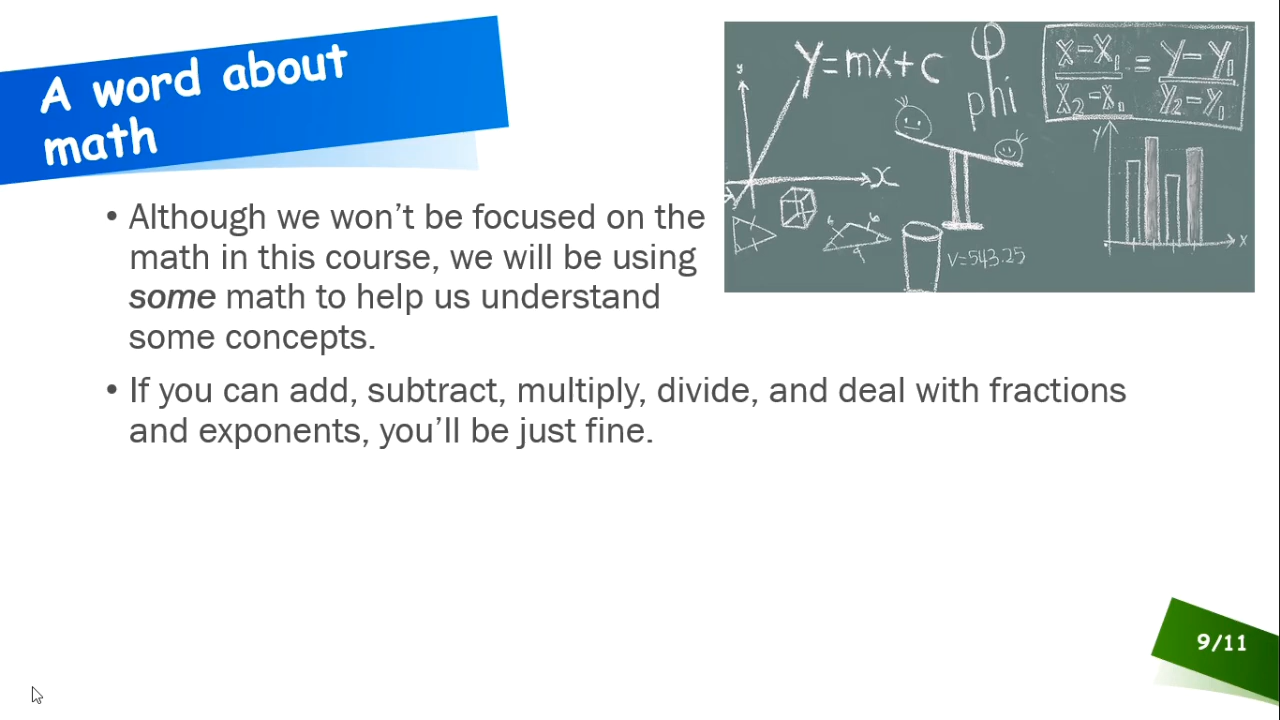 A word about
math
y
Y=mX+C
φ
phi
X-X₁ = Y-Y₁
X₂-X₁ Y₂-Y₁
Y
X
X
V=543.25
• Although we won’t be focused on the
math in this course, we will be using
some math to help us understand
some concepts.
• If you can add, subtract, multiply, divide, and deal with fractions
and exponents, you’ll be just fine.
9/11